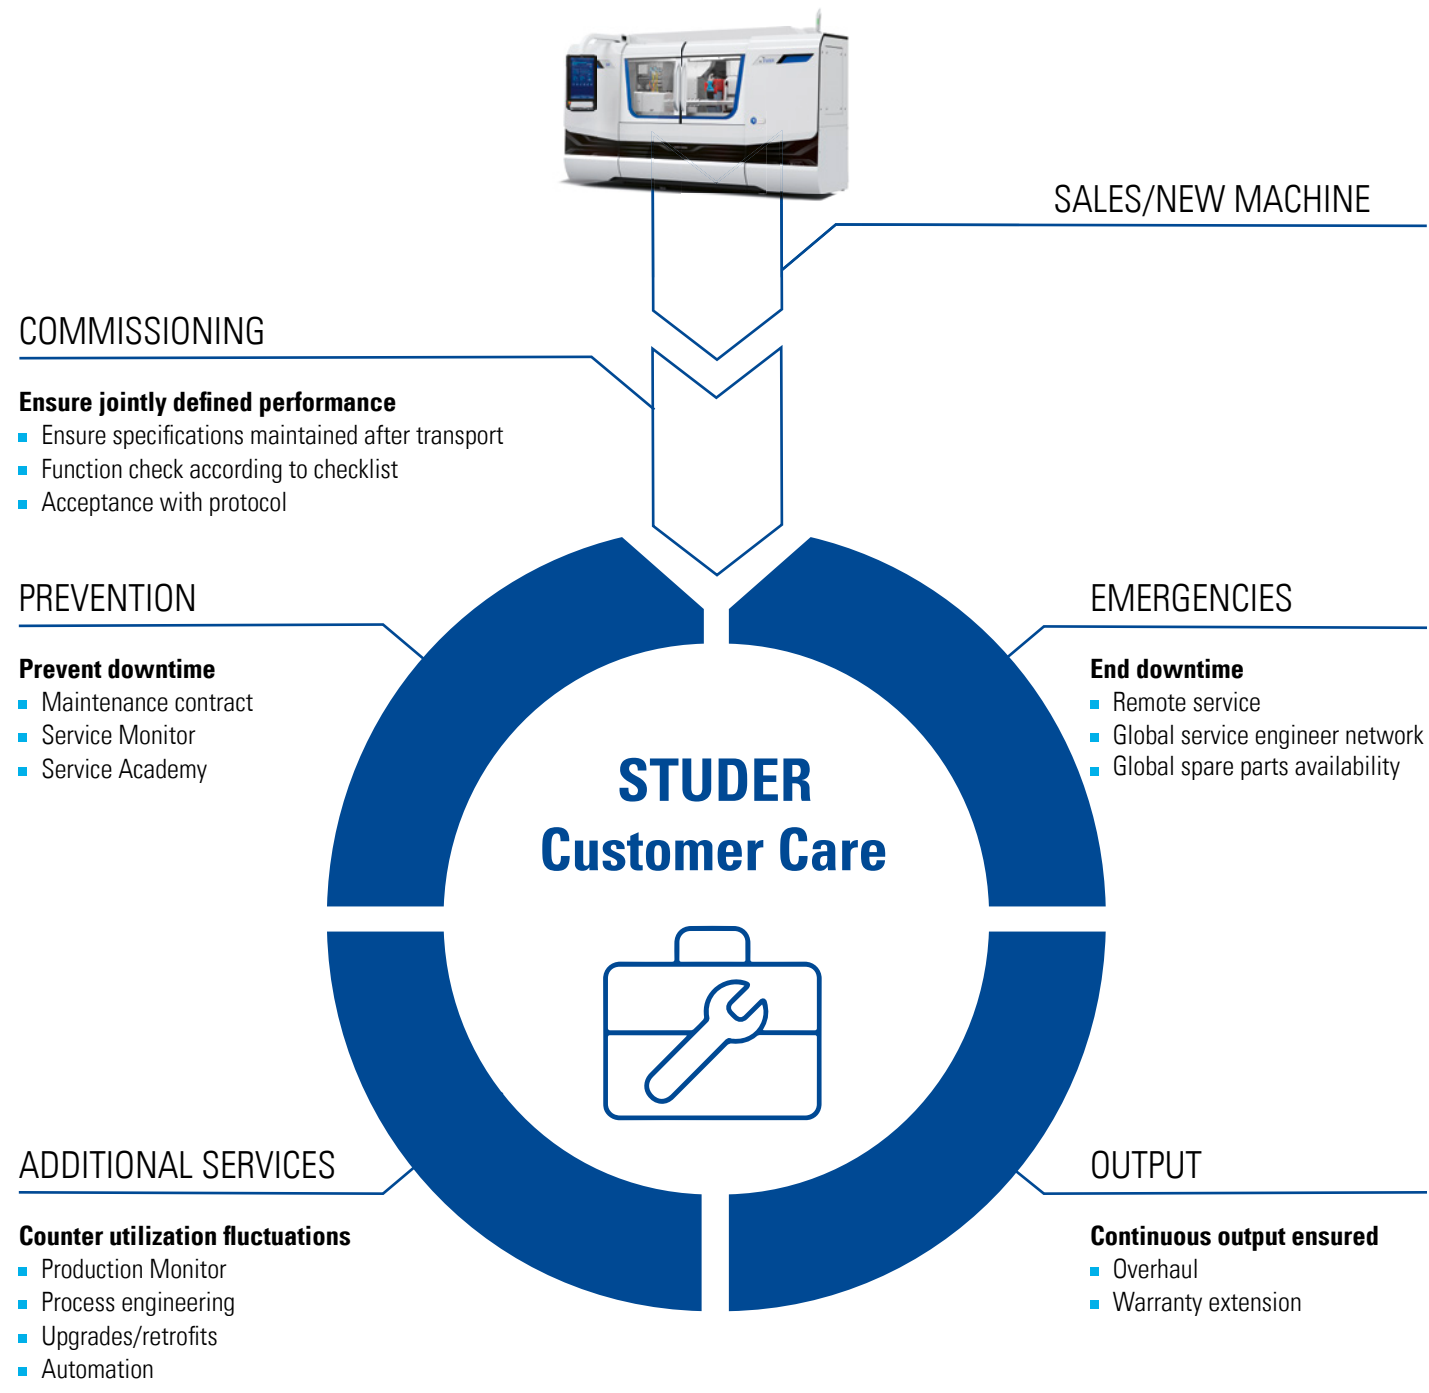 SALES/NEW MACHINE
COMMISSIONING
Ensure jointly defined performance
Ensure specifications maintained after transport
Function check according to checklist
Acceptance with protocol
PREVENTION
Prevent downtime
Maintenance contract
Service Monitor
Service Academy
EMERGENCIES
End downtime
Remote service
Global service engineer network
Global spare parts availability
STUDER
Customer Care
ADDITIONAL SERVICES
Counter utilization fluctuations
Production Monitor
Process engineering
Upgrades/retrofits
Automation
OUTPUT
Continuous output ensured
Overhaul
Warranty extension